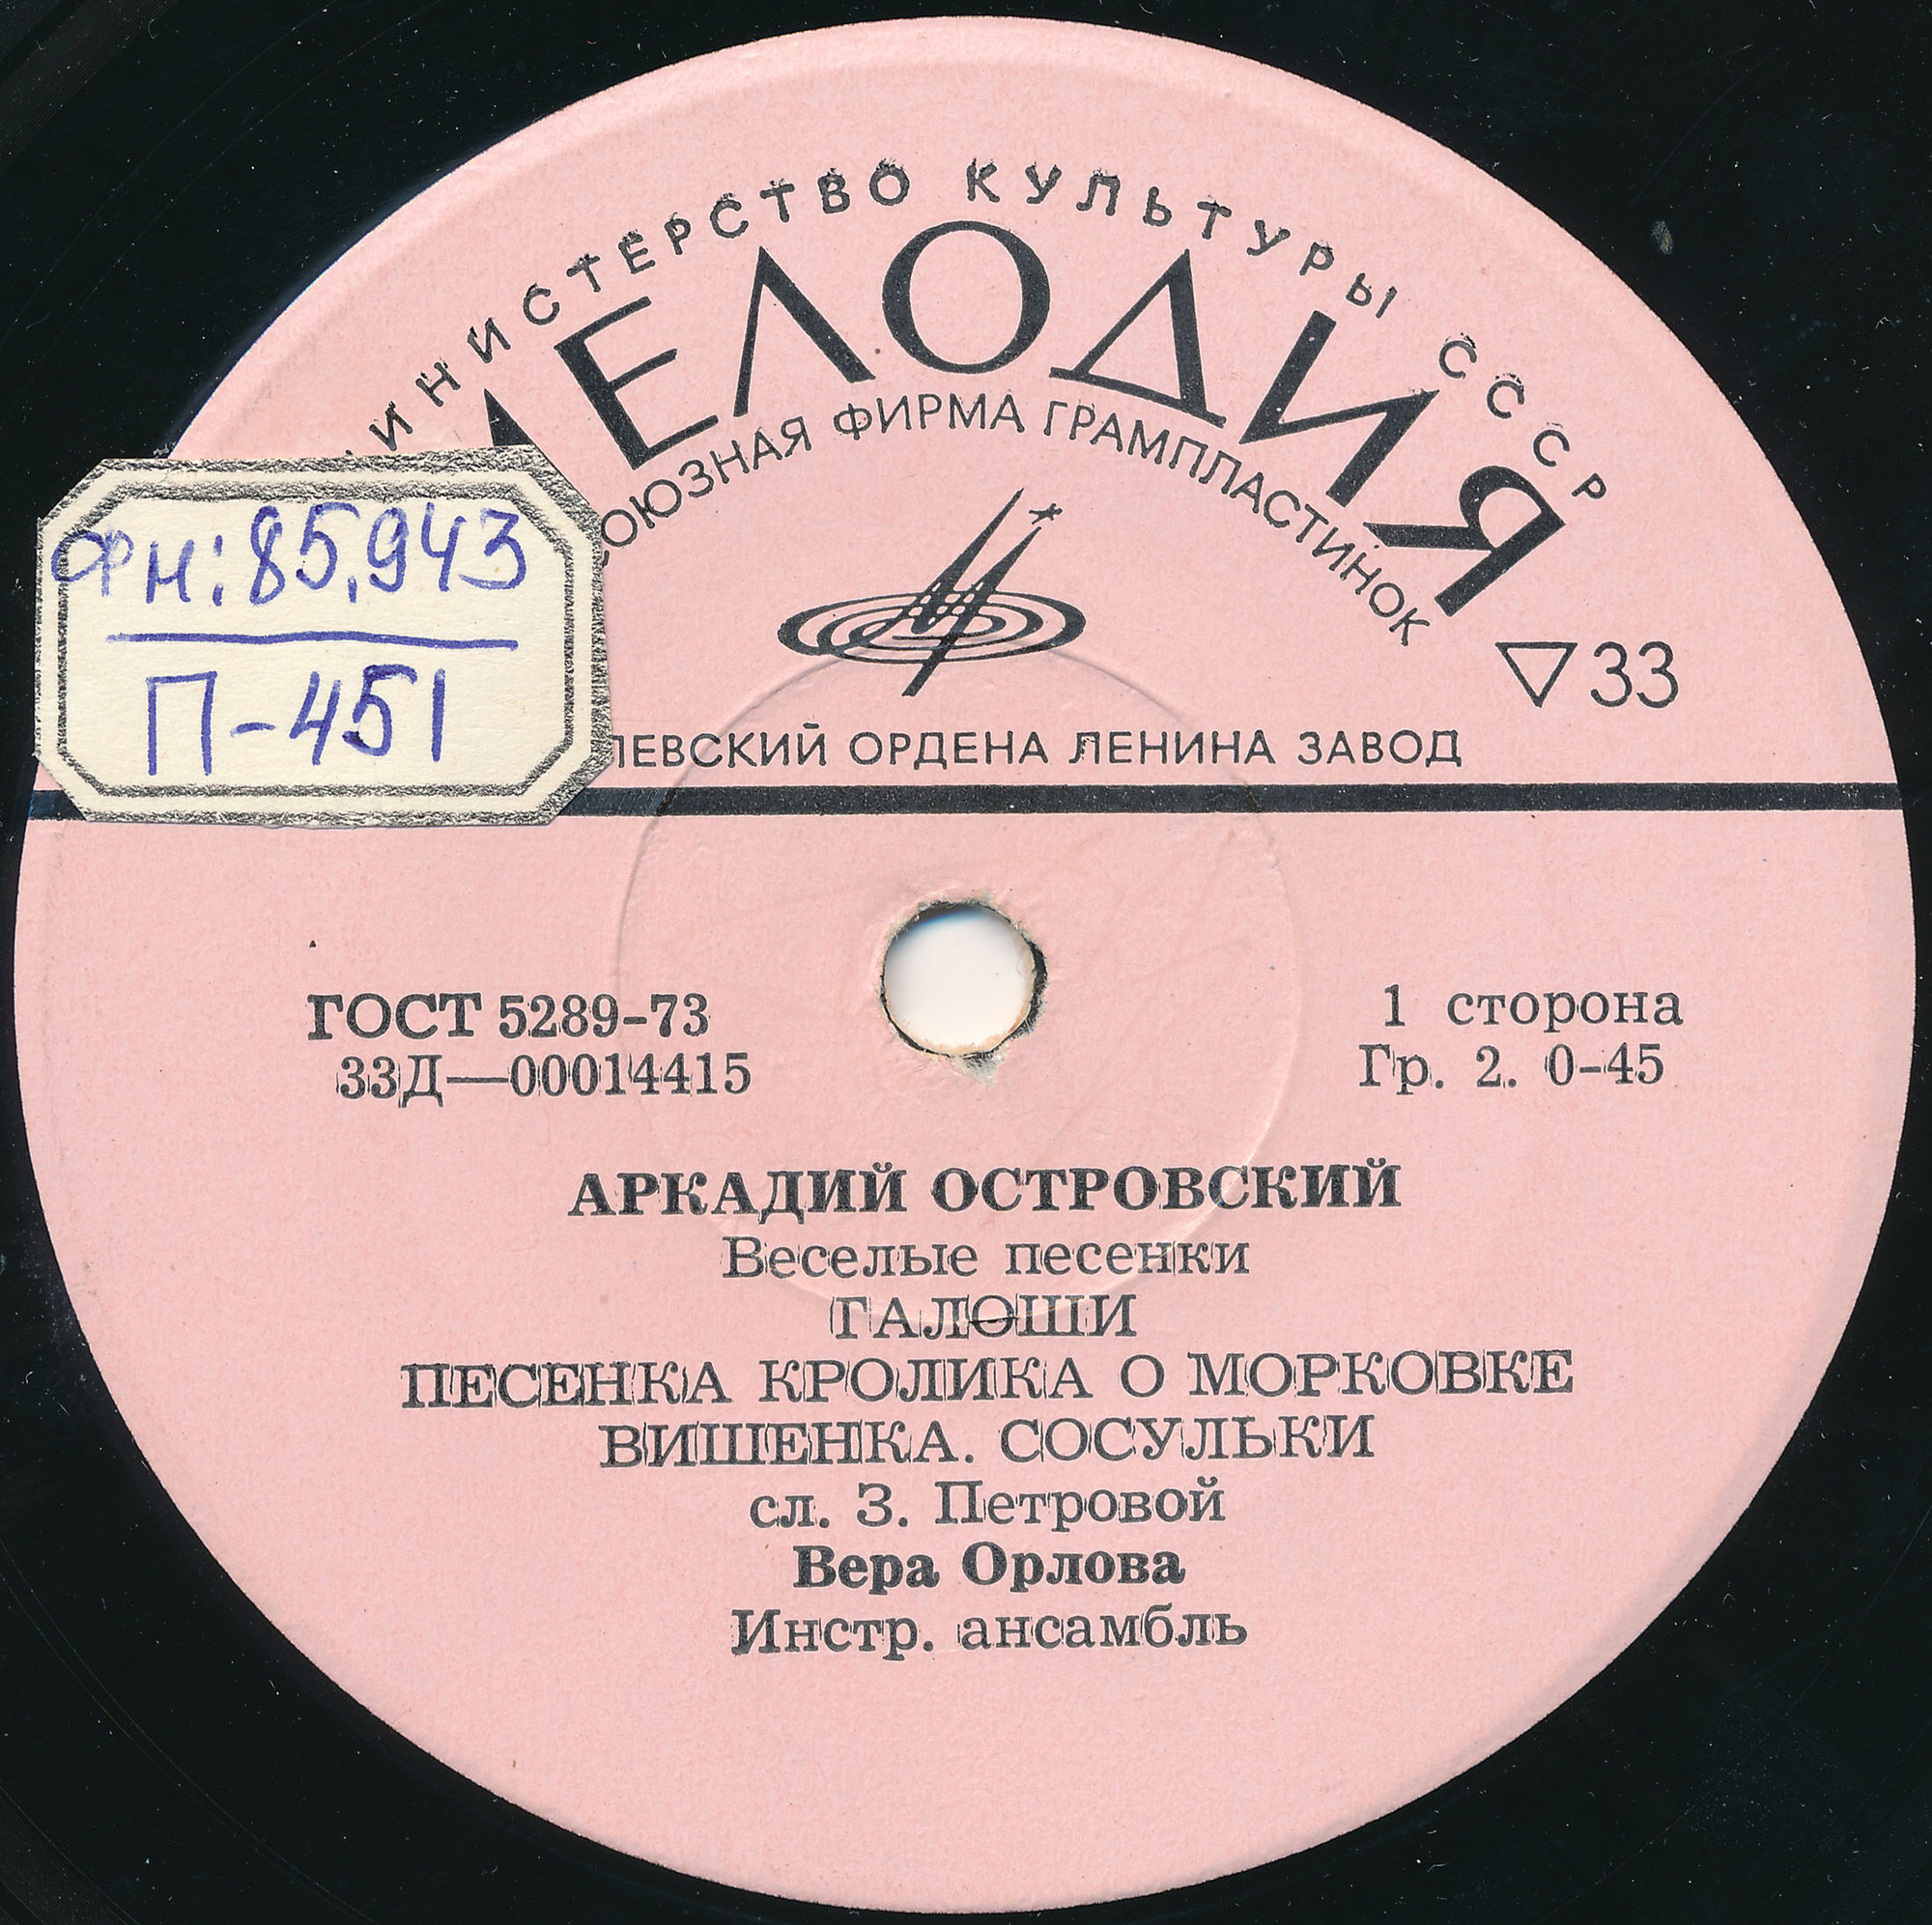 ИНИСТЕРСТВО КУЛЬТУРЫ СССР
МЕЛОДИЯ
СОЮЗНАЯ ФИРМА ГРАМПЛАСТИНОК
фн: 85.943
П-451
▽33
ЛЕВСКИЙ ОРДЕНА ЛЕНИНА ЗАВОД
ГОСТ 5289-73
33Д—00014415
1 сторона
Гр. 2. 0-45
АРКАДИЙ ОСТРОВСКИЙ
Веселые песенки
ГАЛОШИ
ПЕСЕНКА КРОЛИКА О МОРКОВКЕ
ВИШЕНКА. СОСУЛЬКИ
сл. З. Петровой
Вера Орлова
Инстр. ансамбль